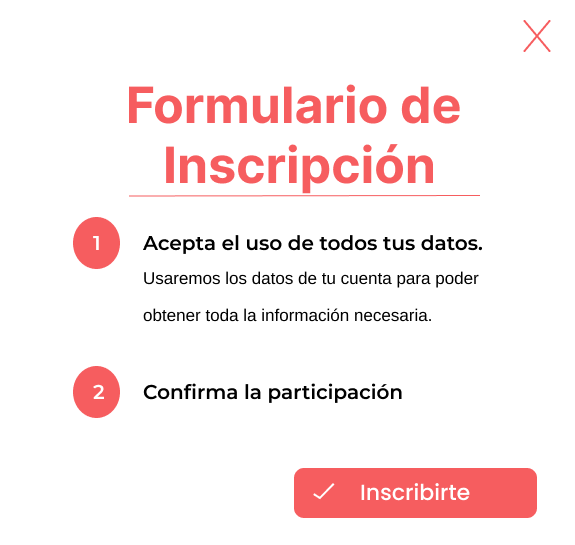 Formulario de
Inscripción
1 Acepta el uso de todos tus datos.
Usaremos los datos de tu cuenta para poder
obtener toda la información necesaria.
2 Confirma la participación
Inscribirte